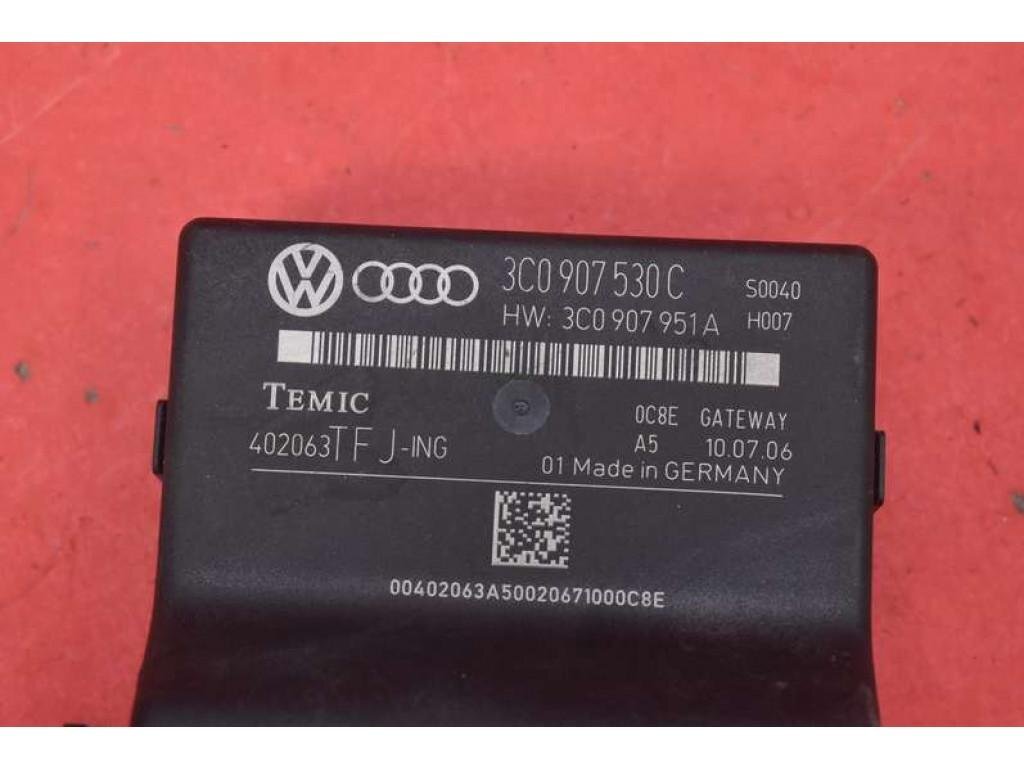 VW 3C0 907 530 C S0040
HW: 3C0 907 951 A H007
TEMIC 0C8E GATEWAY
402063TFJ-ING A5 10.07.06
01 Made in GERMANY
00402063A50020671000C8E